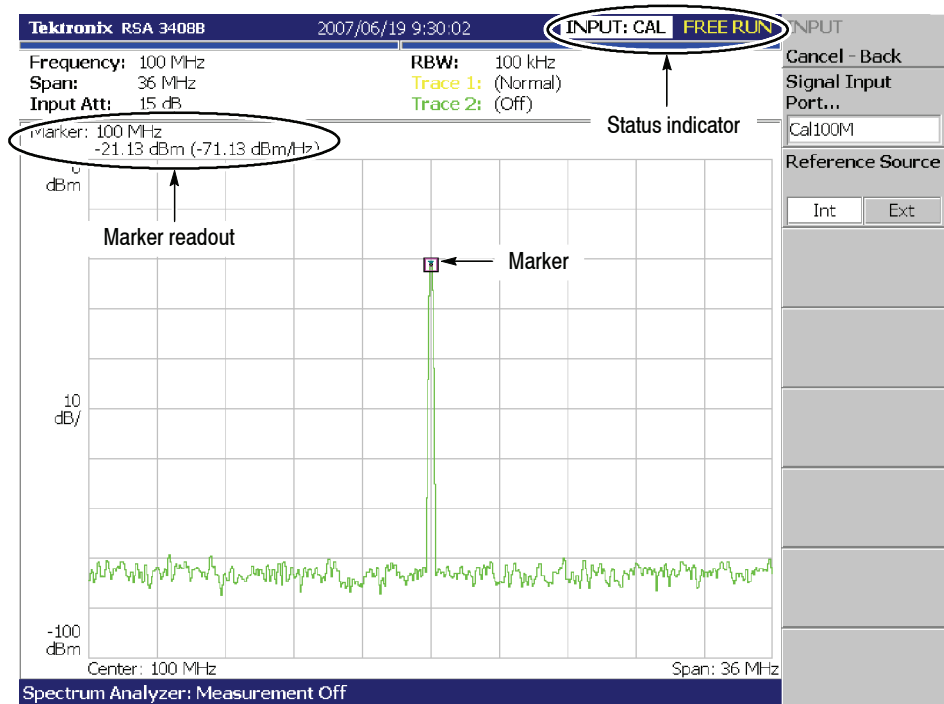 Tektronix RSA 3408B 2007/06/19 9:30:02 INPUT: CAL FREE RUN
INPUT
Cancel - Back
Frequency: 100 MHz RBW: 100 kHz
Span: 36 MHz Trace 1: (Normal)
Input Att: 15 dB Trace 2: (Off)
Signal Input
Port...
Cal100M
Reference Source
Int Ext
Status indicator
Marker: 100 MHz
-21.13 dBm (-71.13 dBm/Hz)
0
dBm
Marker readout
Marker
10
dB/
-100
dBm
Center: 100 MHz Span: 36 MHz
Spectrum Analyzer: Measurement Off